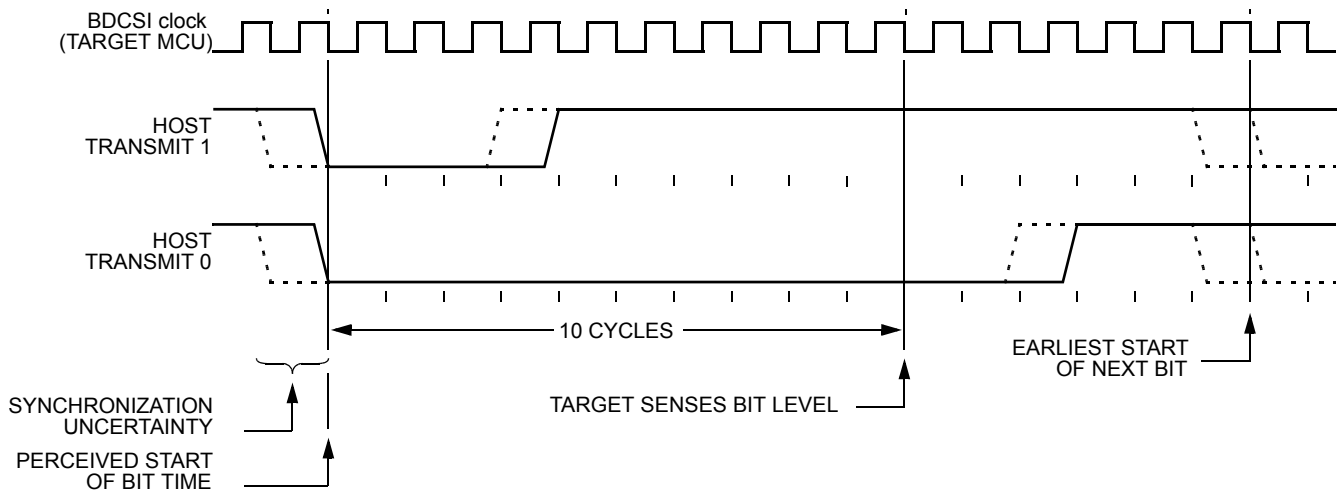 BDCSI clock
(TARGET MCU)
HOST
TRANSMIT 1
HOST
TRANSMIT 0
10 CYCLES
EARLIEST START
OF NEXT BIT
SYNCHRONIZATION
UNCERTAINTY
TARGET SENSES BIT LEVEL
PERCEIVED START
OF BIT TIME